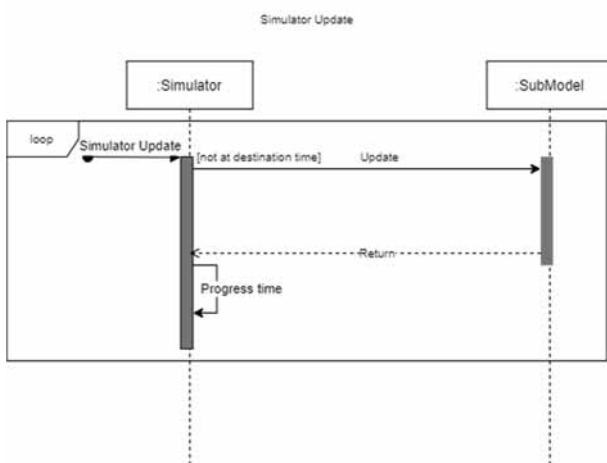 Simulator Update
:Simulator
:SubModel
loop
Simulator Update
[not at destination time]
Update
Return
Progress time